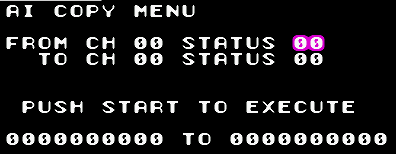 AI COPY MENU
FROM CH 00 STATUS 00
TO CH 00 STATUS 00
PUSH START TO EXECUTE
0000000000 TO 0000000000